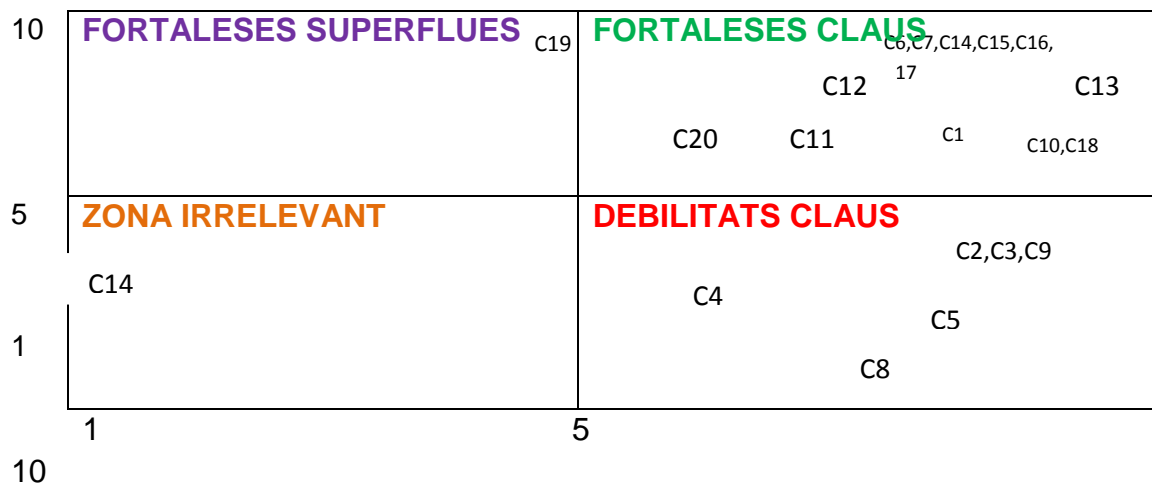 10
FORTALESES SUPERFLUES
C19
FORTALESES CLAUS
C6,C7,C14,C15,C16,
17
C12
C13
C20
C11
C1
C10,C18
5
ZONA IRRELEVANT
DEBILITATS CLAUS
C2,C3,C9
C14
C4
C5
1
C8
1
5
10